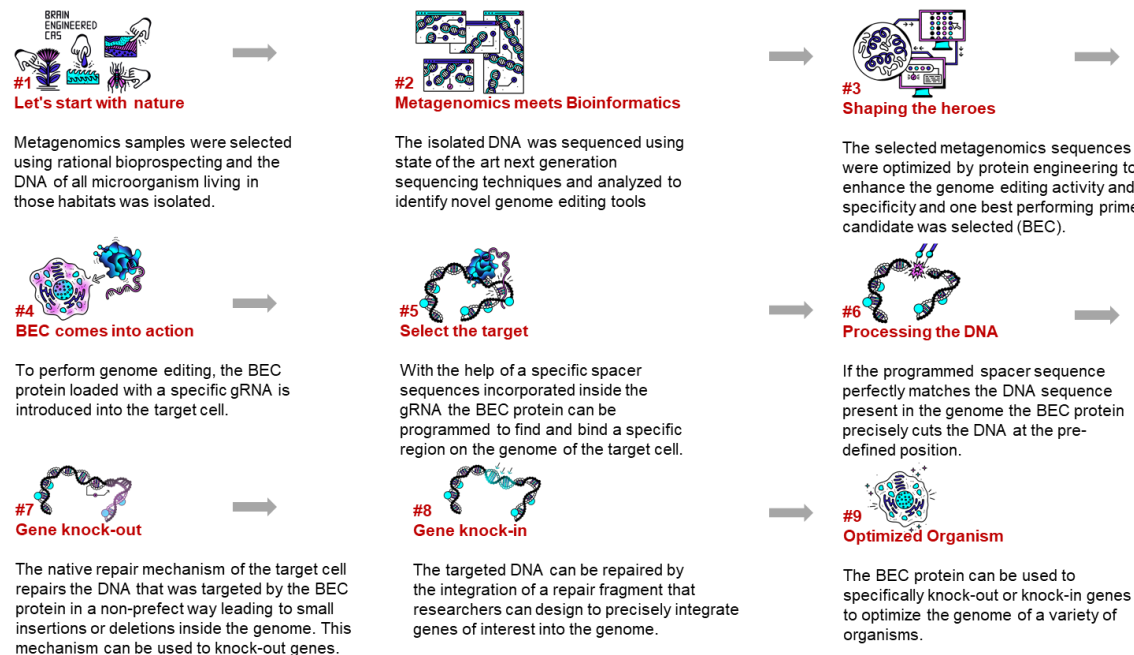 BRAIN
ENGINEERED
CAS
#1
Let's start with nature
Metagenomics samples were selected
using rational bioprospecting and the
DNA of all microorganism living in
those habitats was isolated.
#2
Metagenomics meets Bioinformatics
The isolated DNA was sequenced using
state of the art next generation
sequencing techniques and analyzed to
identify novel genome editing tools
#3
Shaping the heroes
The selected metagenomics sequences
were optimized by protein engineering to
enhance the genome editing activity and
specificity and one best performing prime
candidate was selected (BEC).
#4
BEC comes into action
To perform genome editing, the BEC
protein loaded with a specific gRNA is
introduced into the target cell.
#5
Select the target
With the help of a specific spacer
sequences incorporated inside the
gRNA the BEC protein can be
programmed to find and bind a specific
region on the genome of the target cell.
#6
Processing the DNA
If the programmed spacer sequence
perfectly matches the DNA sequence
present in the genome the BEC protein
precisely cuts the DNA at the pre-
defined position.
#7
Gene knock-out
The native repair mechanism of the target cell
repairs the DNA that was targeted by the BEC
protein in a non-prefect way leading to small
insertions or deletions inside the genome. This
mechanism can be used to knock-out genes.
#8
Gene knock-in
The targeted DNA can be repaired by
the integration of a repair fragment that
researchers can design to precisely integrate
genes of interest into the genome.
#9
Optimized Organism
The BEC protein can be used to
specifically knock-out or knock-in genes
to optimize the genome of a variety of
organisms.